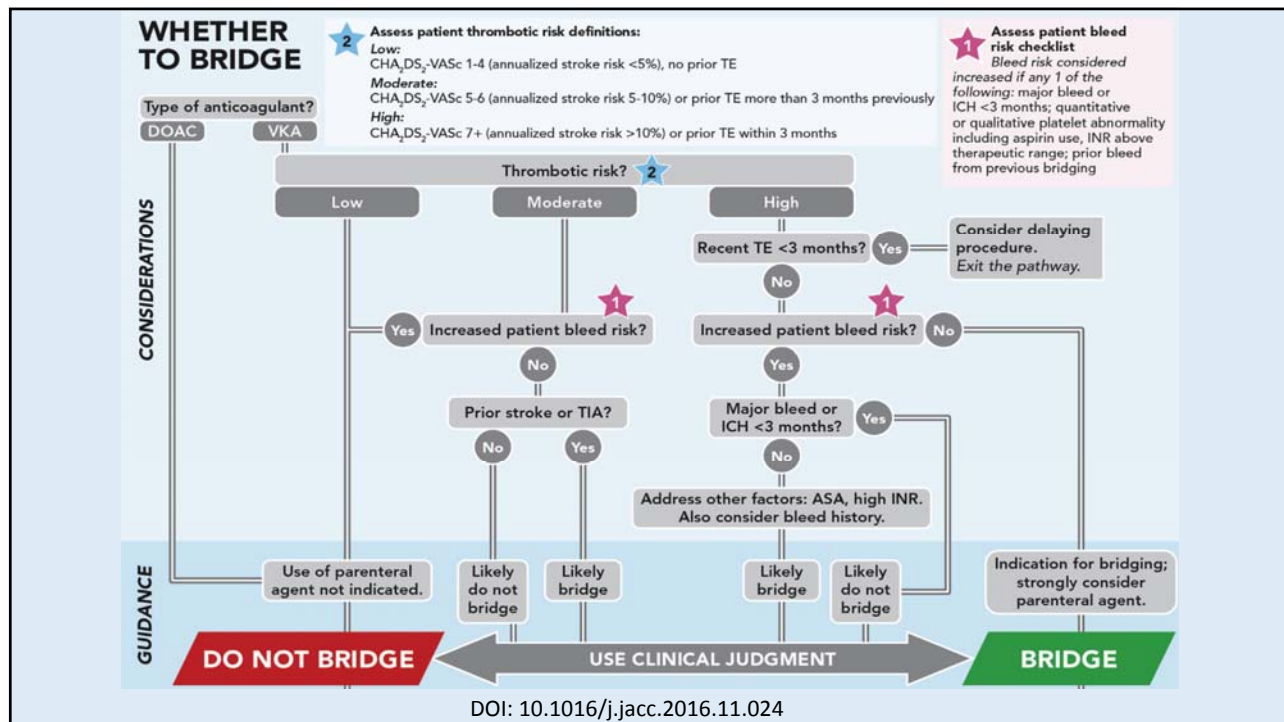 WHETHER
TO BRIDGE
2
Assess patient thrombotic risk definitions:
Low:
CHA₂DS₂-VASc 1-4 (annualized stroke risk <5%), no prior TE
Moderate:
CHA₂DS₂-VASc 5-6 (annualized stroke risk 5-10%) or prior TE more than 3 months previously
High:
CHA₂DS₂-VASc 7+ (annualized stroke risk >10%) or prior TE within 3 months
1
Assess patient bleed
risk checklist
Bleed risk considered
increased if any 1 of the
following: major bleed or
ICH <3 months; quantitative
or qualitative platelet abnormality
including aspirin use, INR above
therapeutic range; prior bleed
from previous bridging
Type of anticoagulant?
DOAC
VKA
CONSIDERATIONS
Thrombotic risk?
2
Low
Moderate
High
Recent TE <3 months?
Yes
Consider delaying
procedure.
Exit the pathway.
No
1
1
Yes
Increased patient bleed risk?
Increased patient bleed risk?
No
No
Yes
Prior stroke or TIA?
Major bleed or
ICH <3 months?
Yes
No
Yes
No
Address other factors: ASA, high INR.
Also consider bleed history.
GUIDANCE
Use of parenteral
agent not indicated.
Likely
do not
bridge
Likely
bridge
Likely
bridge
Likely
do not
bridge
Indication for bridging;
strongly consider
parenteral agent.
DO NOT BRIDGE
USE CLINICAL JUDGMENT
BRIDGE
DOI: 10.1016/j.jacc.2016.11.024